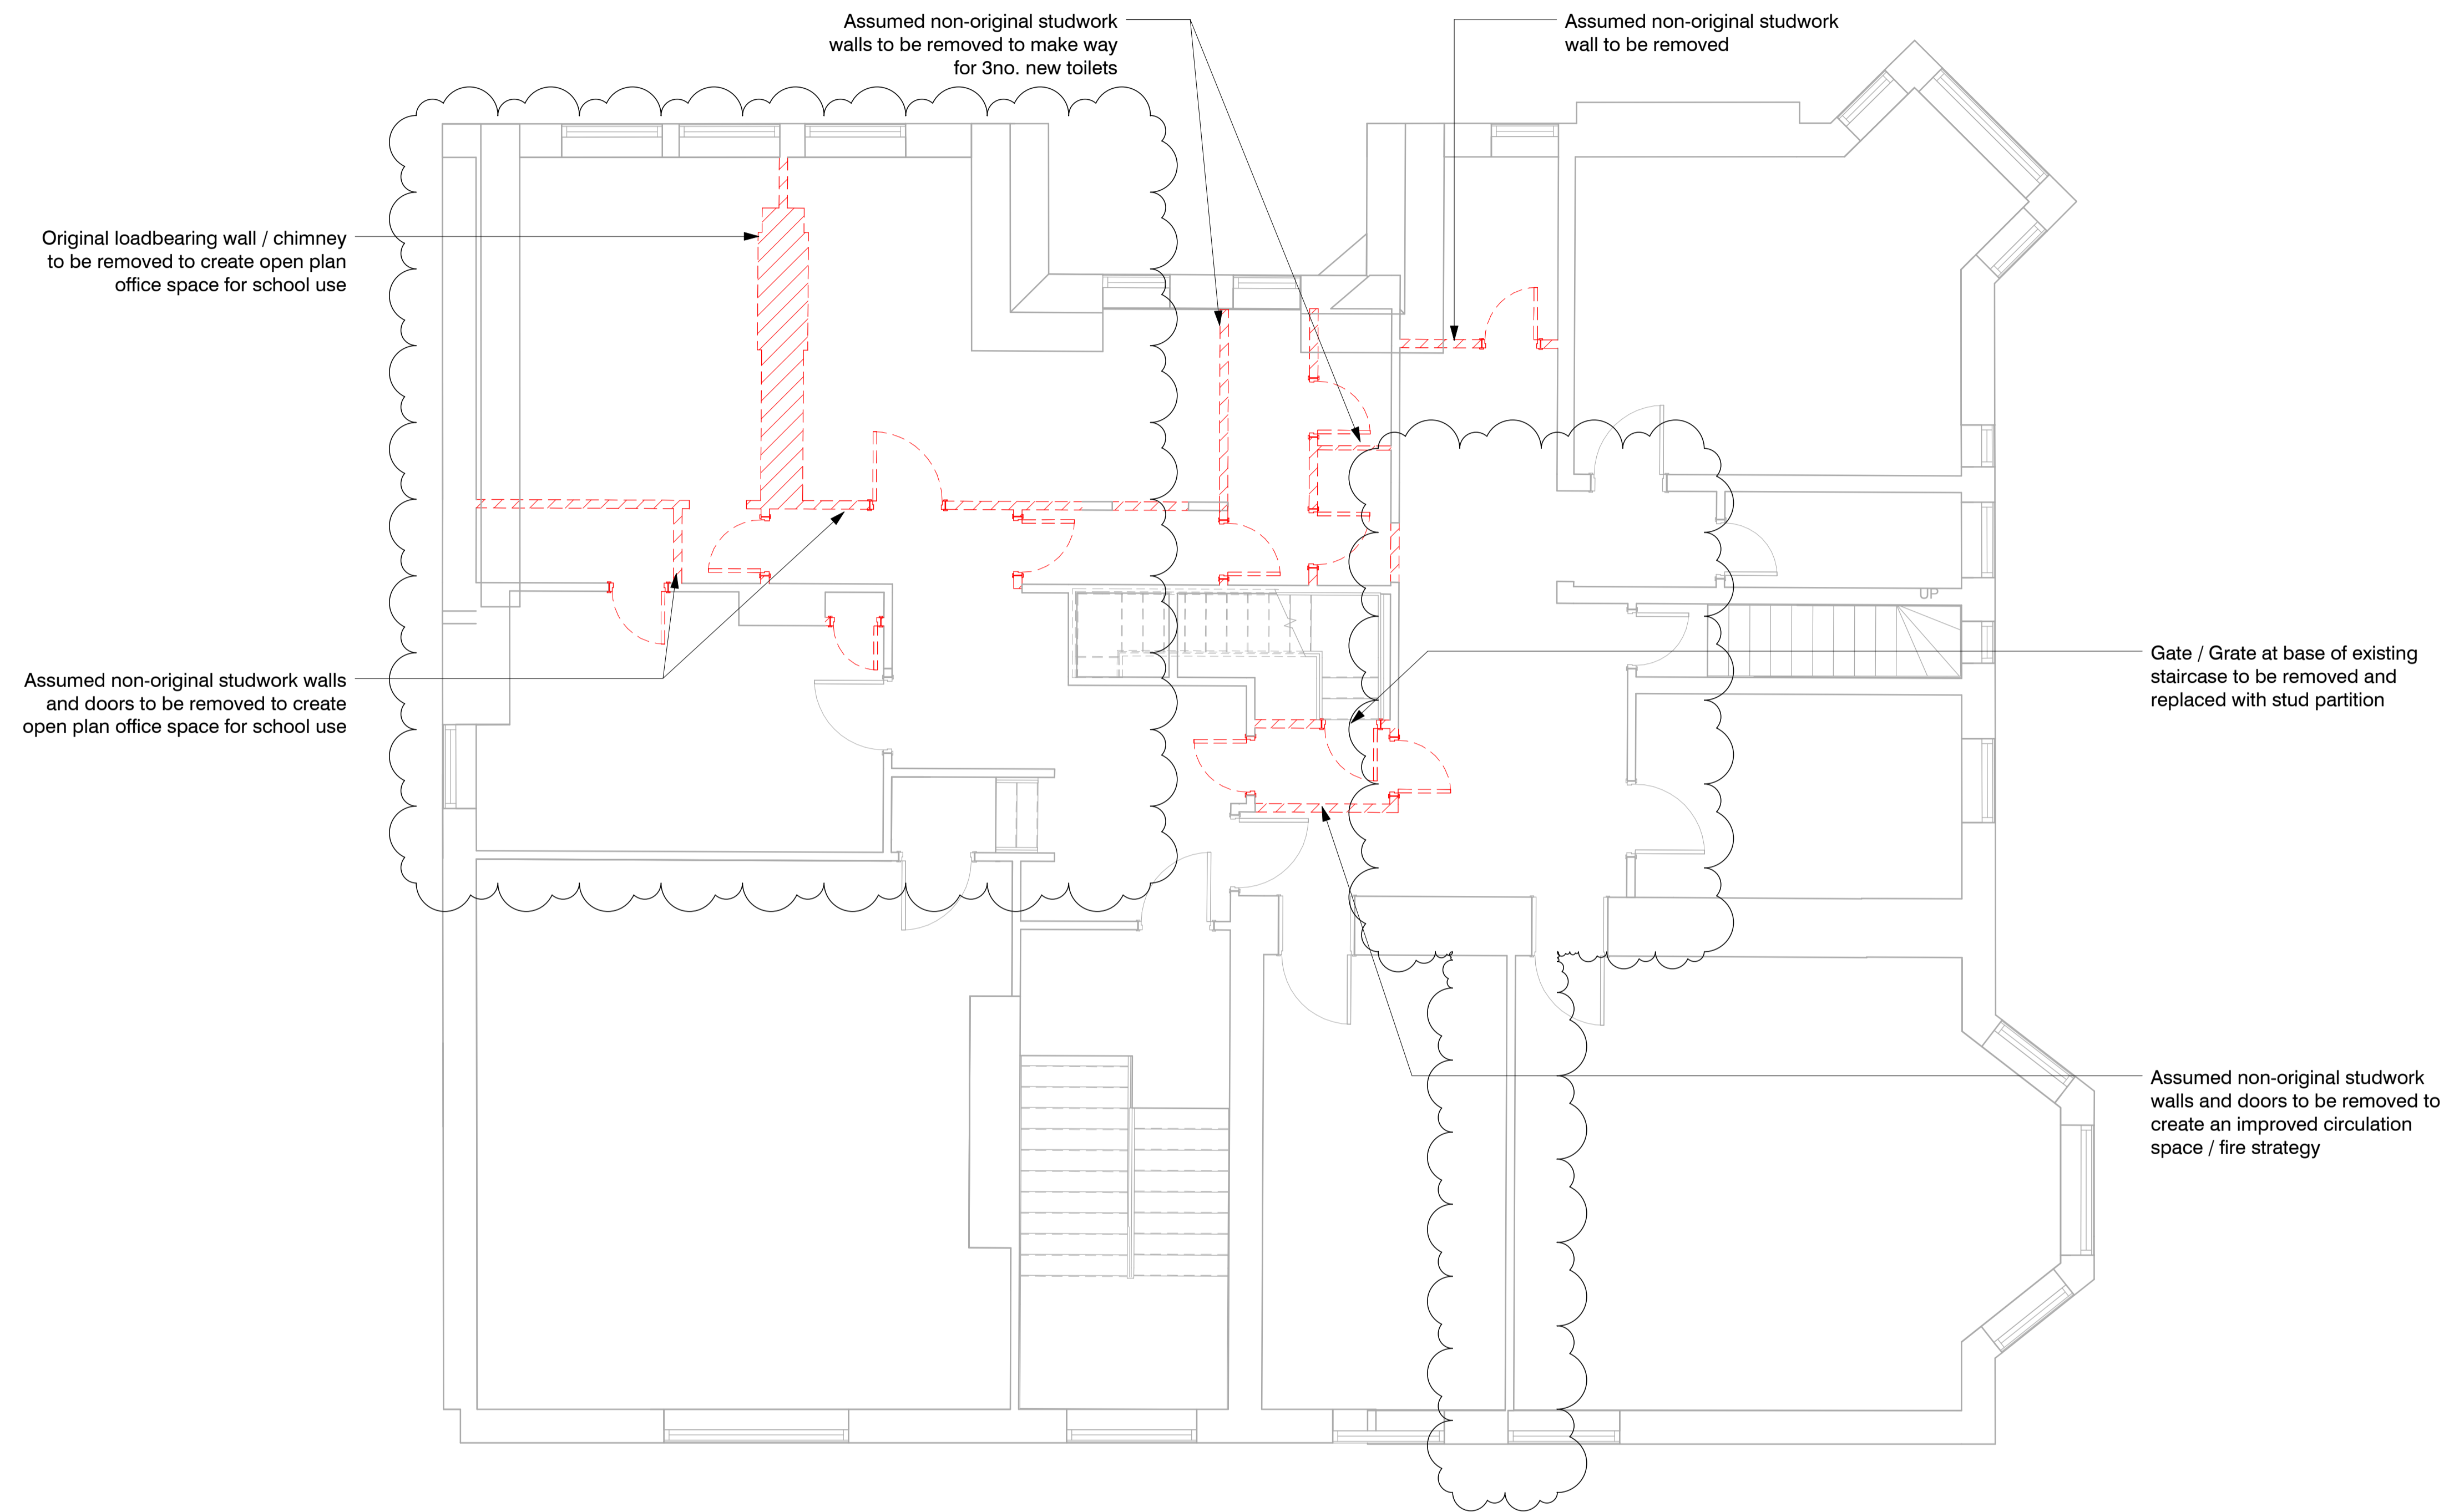 Assumed non-original studwork
walls to be removed to make way
for 3no. new toilets
Assumed non-original studwork
wall to be removed
Original loadbearing wall / chimney
to be removed to create open plan
office space for school use
UP
Assumed non-original studwork walls
and doors to be removed to create
open plan office space for school use
Gate / Grate at base of existing
staircase to be removed and
replaced with stud partition
Assumed non-original studwork
walls and doors to be removed to
create an improved circulation
space / fire strategy